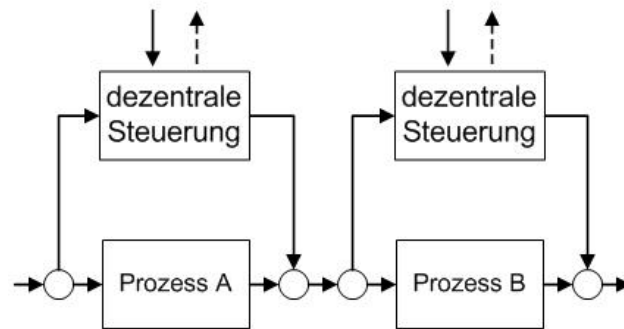 dezentrale
Steuerung
dezentrale
Steuerung
Prozess A
Prozess B